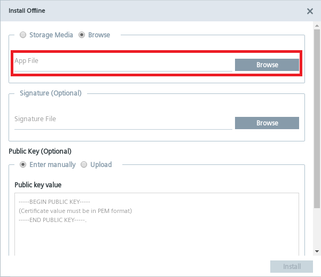 Install Offline
Storage Media Browse
App File
Browse
Signature (Optional)
Signature File
Browse
Public Key (Optional)
Enter manually Upload
Public key value
-----BEGIN PUBLIC KEY-----
(Certificate value must be in PEM format)
-----END PUBLIC KEY-----
Install